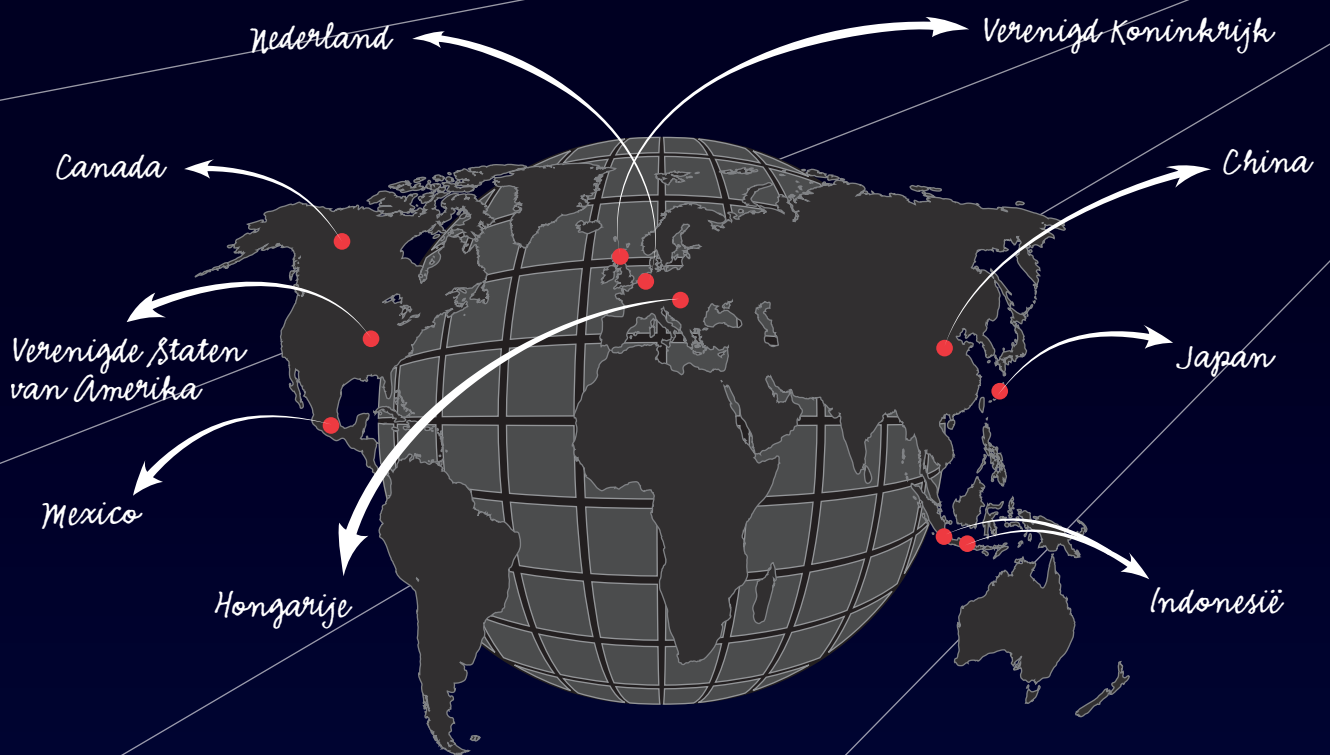 Nederland
Verenigd Koninkrijk
Canada
China
Verenigde Staten
van Amerika
Japan
Mexico
Hongarije
Indonesië